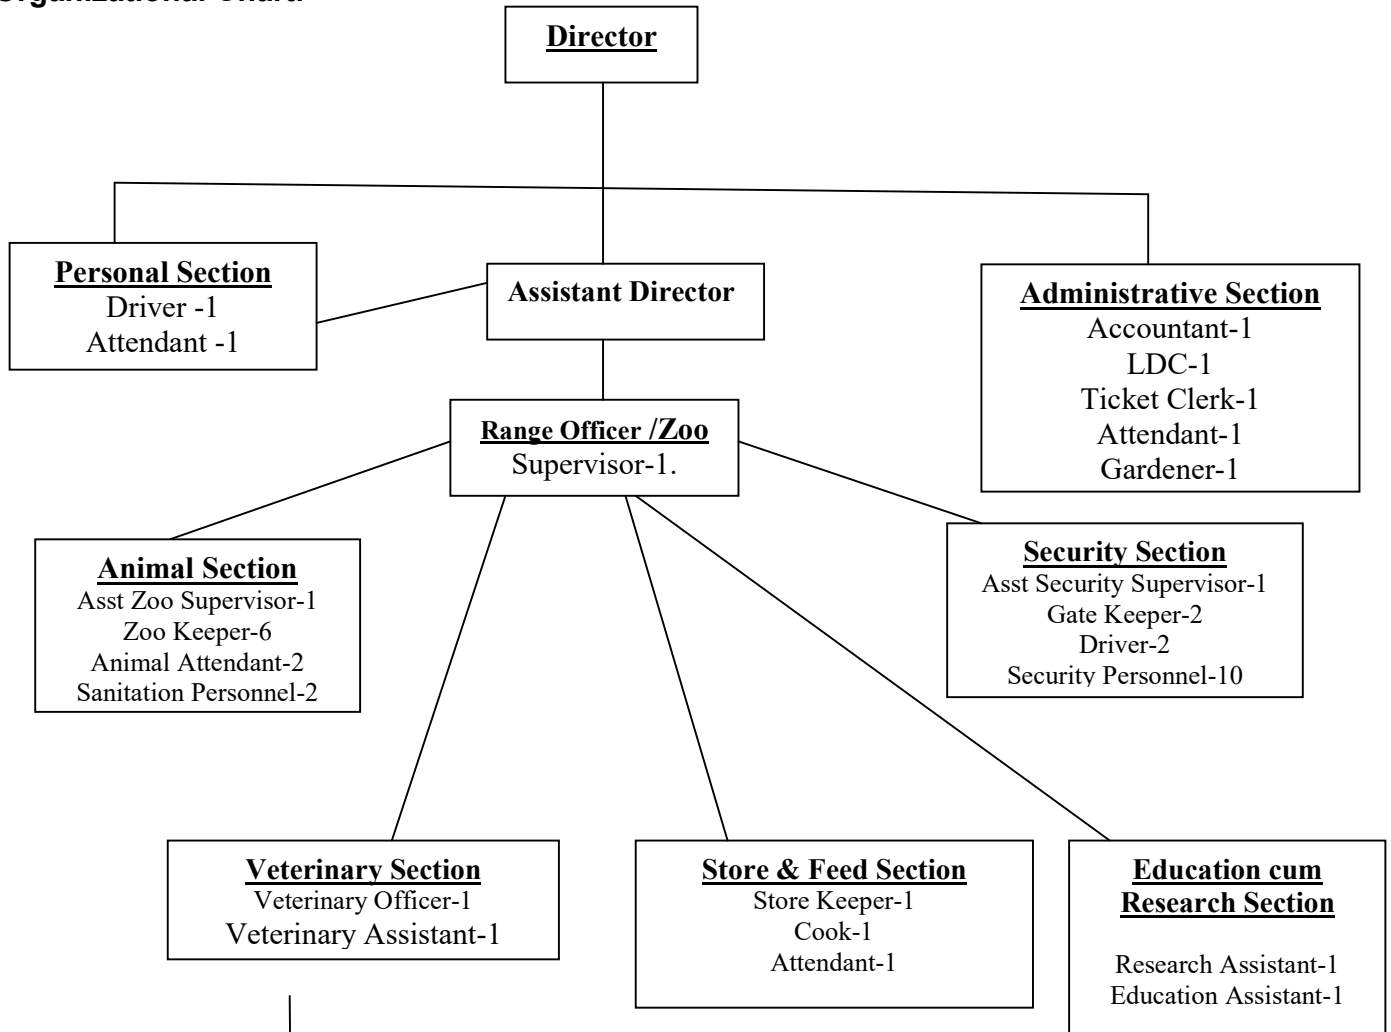 Organizational Chart:
Director
Personal Section
Driver -1
Attendant -1
Assistant Director
Administrative Section
Accountant-1
LDC-1
Ticket Clerk-1
Attendant-1
Gardener-1
Range Officer /Zoo
Supervisor-1.
Animal Section
Asst Zoo Supervisor-1
Zoo Keeper-6
Animal Attendant-2
Sanitation Personnel-2
Security Section
Asst Security Supervisor-1
Gate Keeper-2
Driver-2
Security Personnel-10
Veterinary Section
Veterinary Officer-1
Veterinary Assistant-1
Store & Feed Section
Store Keeper-1
Cook-1
Attendant-1
Education cum
Research Section
Research Assistant-1
Education Assistant-1